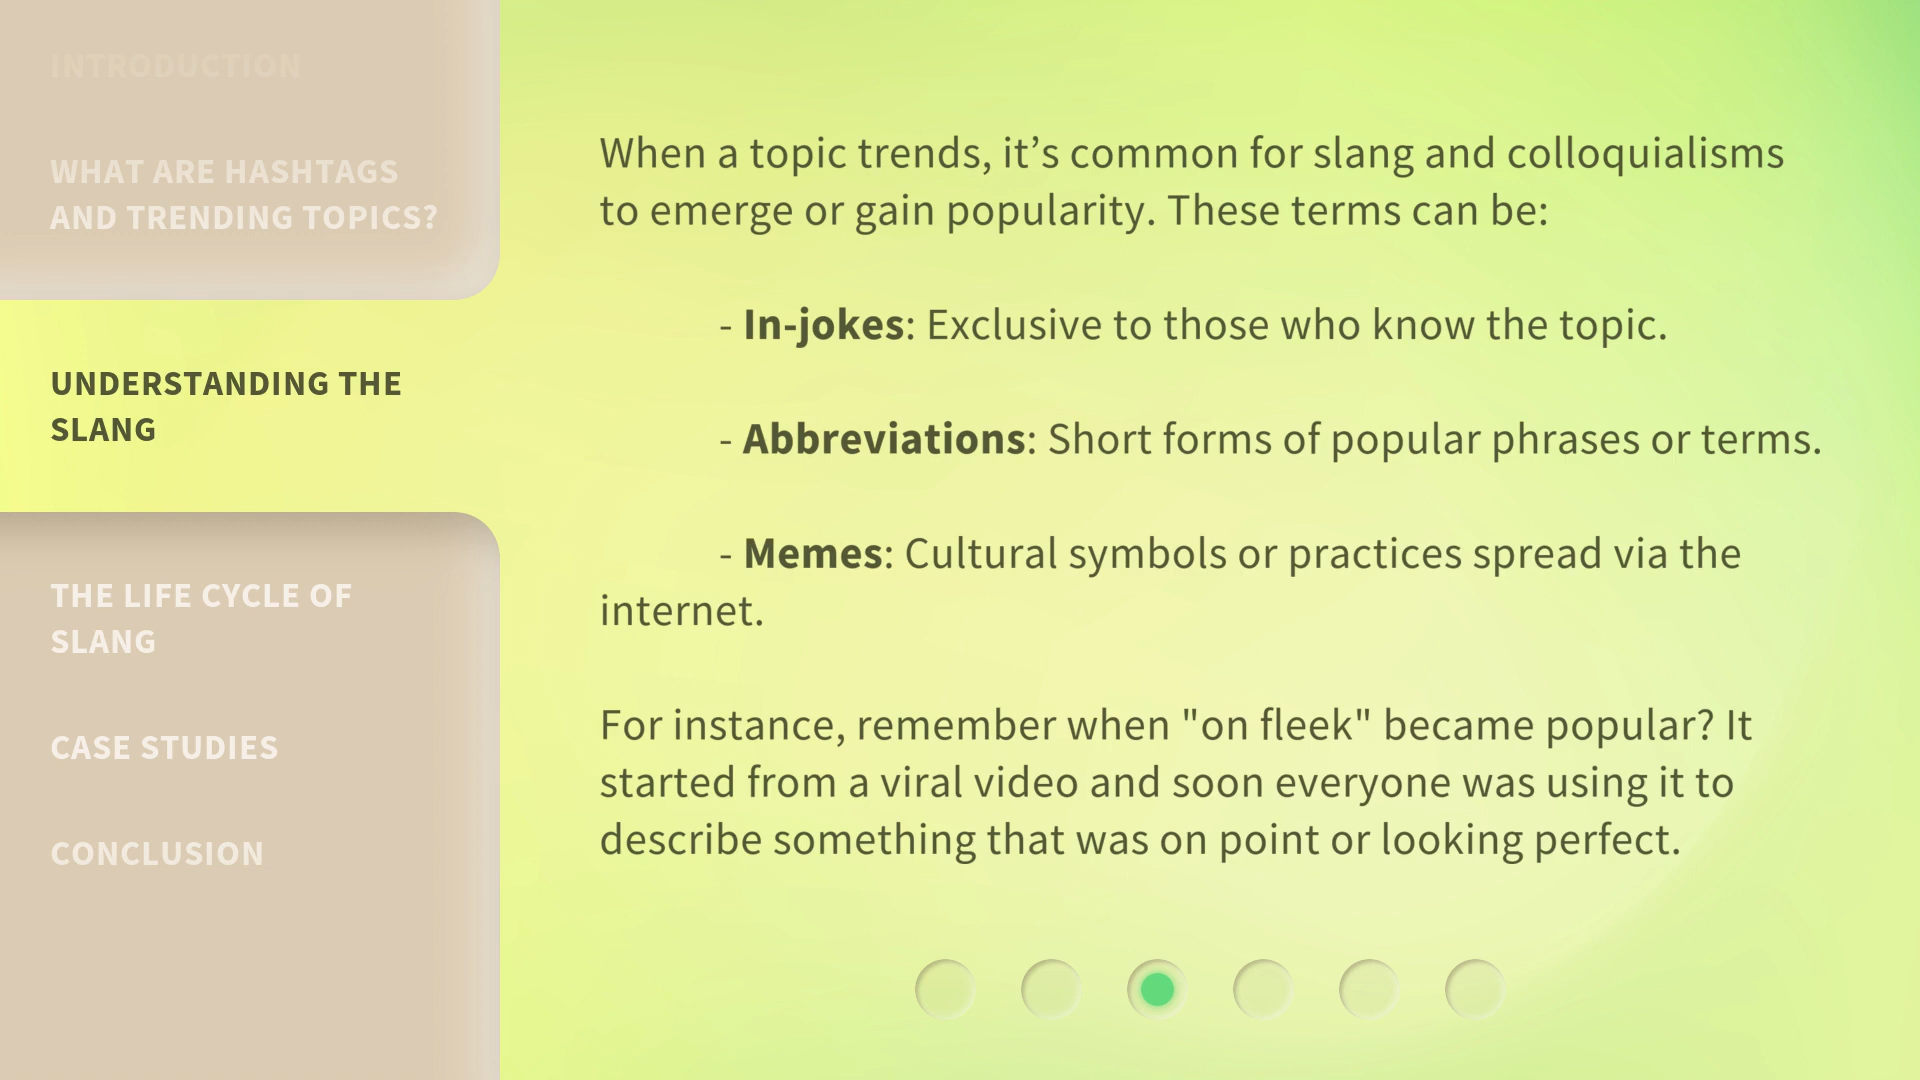 INTRODUCTION
WHAT ARE HASHTAGS
AND TRENDING TOPICS?
UNDERSTANDING THE
SLANG
THE LIFE CYCLE OF
SLANG
CASE STUDIES
CONCLUSION
When a topic trends, it’s common for slang and colloquialisms
to emerge or gain popularity. These terms can be:
- In-jokes: Exclusive to those who know the topic.
- Abbreviations: Short forms of popular phrases or terms.
- Memes: Cultural symbols or practices spread via the
internet.
For instance, remember when "on fleek" became popular? It
started from a viral video and soon everyone was using it to
describe something that was on point or looking perfect.